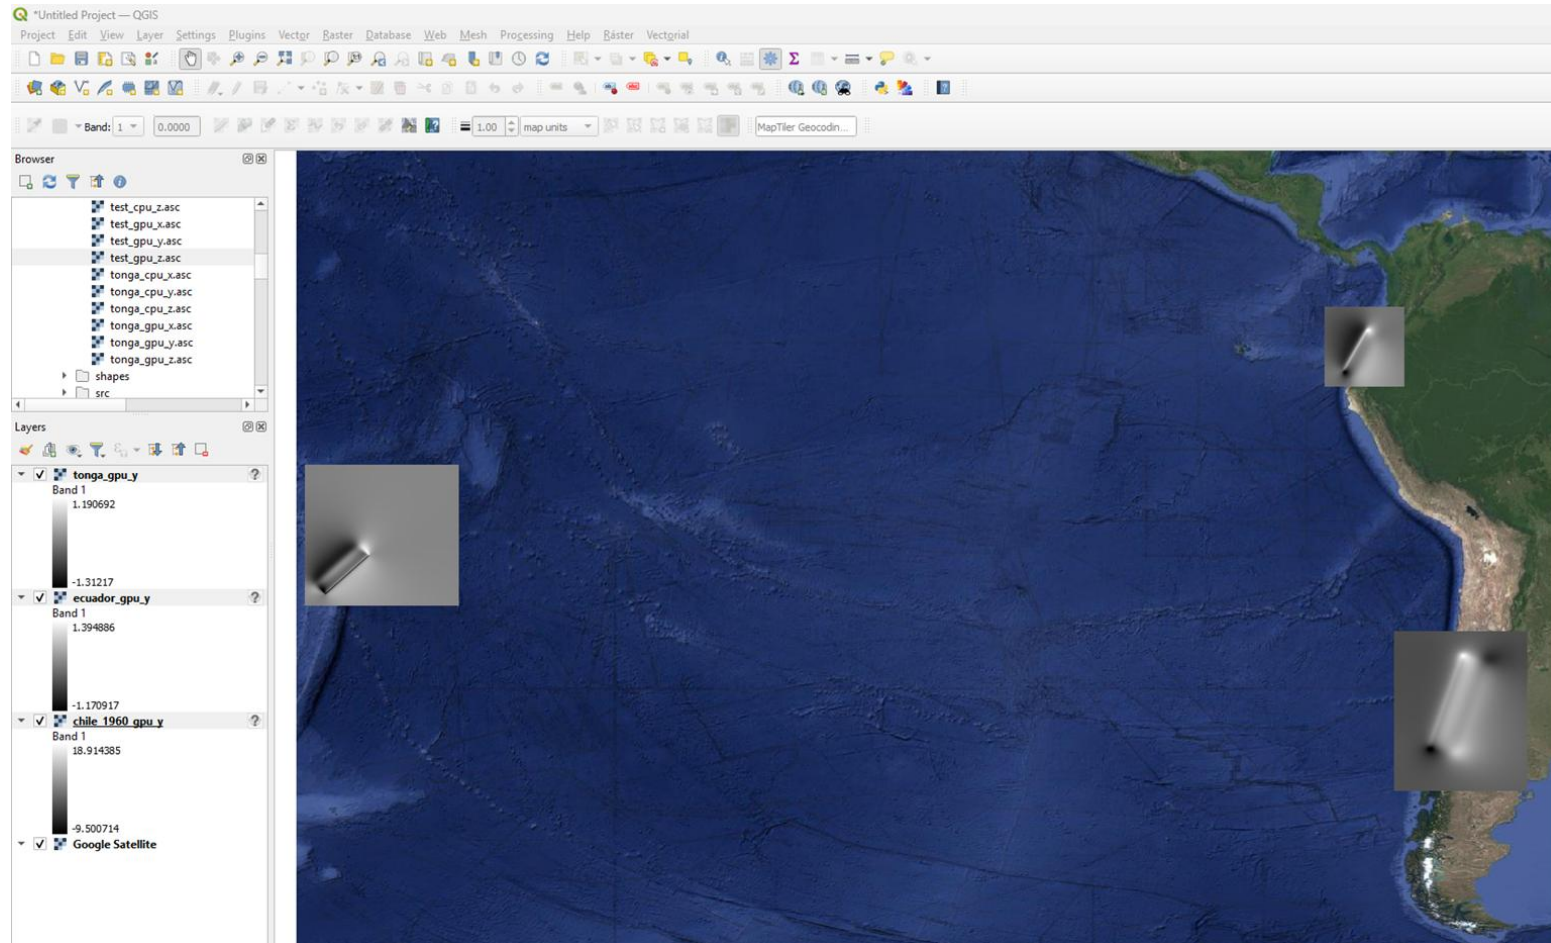 *Untitled Project — QGIS
Project Edit View Layer Settings Plugins Vector Raster Database Web Mesh Processing Help Ráster Vectorial
Band: 1 0.0000 1.00 map units MapTiler Geocodin...
Browser
test_cpu_z.asc
test_gpu_x.asc
test_gpu_y.asc
test_gpu_z.asc
tonga_cpu_x.asc
tonga_cpu_y.asc
tonga_cpu_z.asc
tonga_gpu_x.asc
tonga_gpu_y.asc
tonga_gpu_z.asc
shapes
src
Layers
tonga_gpu_y
Band 1
1.190692
-1.31217
ecuador_gpu_y
Band 1
1.394886
-1.170917
chile_1960_gpu_y
Band 1
18.914385
-9.500714
Google Satellite